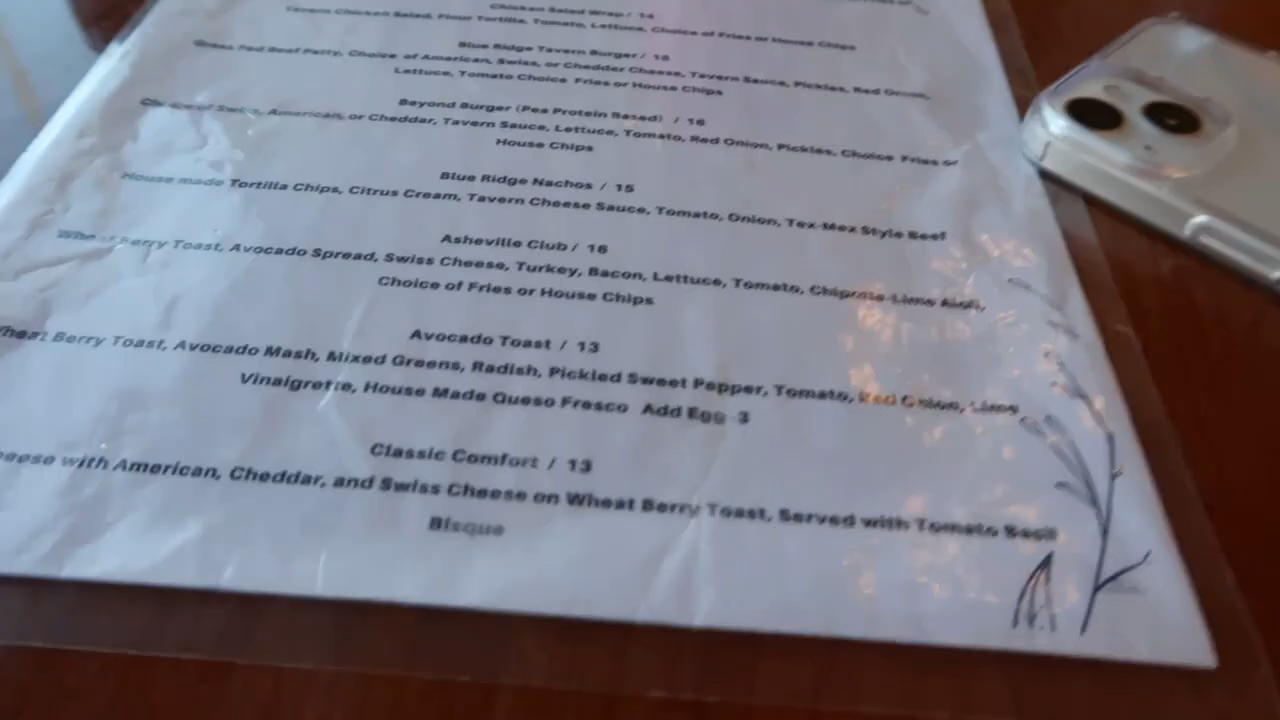 Chicken Salad Wrap / 14
Tavern Chicken Salad, Flour Tortilla, Tomato, Lettuce, Choice of Fries or House Chips
Blue Ridge Tavern Burger / 16
Grass Fed Beef Patty, Choice of American, Swiss, or Cheddar Cheese, Tavern Sauce, Pickles, Red Onion,
Lettuce, Tomato Choice Fries or House Chips
Beyond Burger (Pea Protein Based) / 16
Choice of Swiss, American, or Cheddar, Tavern Sauce, Lettuce, Tomato, Red Onion, Pickles, Choice Fries or
House Chips
Blue Ridge Nachos / 15
House made Tortilla Chips, Citrus Cream, Tavern Cheese Sauce, Tomato, Onion, Tex-Mex Style Beef
Asheville Club / 16
Wheat Berry Toast, Avocado Spread, Swiss Cheese, Turkey, Bacon, Lettuce, Tomato,
Choice of Fries or House Chips
Avocado Toast / 13
Wheat Berry Toast, Avocado Mash, Mixed Greens, Radish, Pickled Sweet Pepper, Tomato, Red Onion, Lime
Vinaigrette, House Made Queso Fresco Add Egg 3
Classic Comfort / 13
with American, Cheddar, and Swiss Cheese on Wheat Berry Toast, Served with Tomato Basil
Bisque